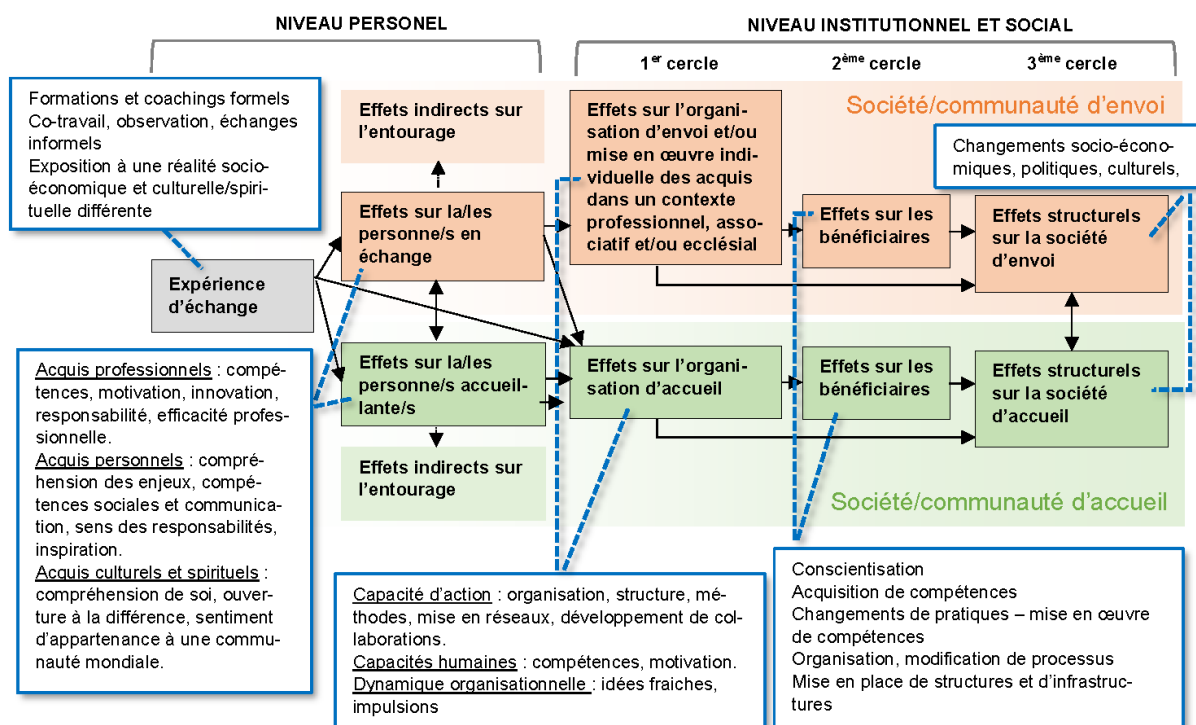 NIVEAU PERSONEL
NIVEAU INSTITUTIONNEL ET SOCIAL
1er cercle
2ème cercle
3ème cercle
Formations et coachings formels
Co-travail, observation, échanges
informels
Exposition à une réalité socio-
économique et culturelle/spiri-
tuelle différente
Effets indirects sur
l'entourage
Effets sur l'organi-
sation d'envoi et/ou
mise en œuvre indi-
viduelle des acquis
dans un contexte
professionnel, asso-
ciatif et/ou ecclésial
Société/communauté d'envoi
Changements socio-écono-
miques, politiques, culturels,
Effets sur la/les
personne/s en
échange
Effets sur les
bénéficiaires
Effets structurels
sur la société
d'envoi
Expérience
d'échange
Effets sur la/les
personne/s accueil-
lante/s
Effets sur l'organi-
sation d'accueil
Effets sur les
bénéficiaires
Effets structurels
sur la société
d'accueil
Effets indirects sur
l'entourage
Société/communauté d'accueil
Acquis professionnels : compé-
tences, motivation, innovation,
responsabilité, efficacité profes-
sionnelle.
Acquis personnels : compré-
hension des enjeux, compé-
tences sociales et communica-
tion, sens des responsabilités,
inspiration.
Acquis culturels et spirituels :
compréhension de soi, ouver-
ture à la différence, sentiment
d'appartenance à une commu-
nauté mondiale.
Capacité d'action : organisation, structure, mé-
thodes, mise en réseaux, développement de col-
laborations.
Capacités humaines : compétences, motivation.
Dynamique organisationnelle : idées fraiches,
impulsions
Conscientisation
Acquisition de compétences
Changements de pratiques – mise en œuvre
de compétences
Organisation, modification de processus
Mise en place de structures et d'infrastruc-
tures